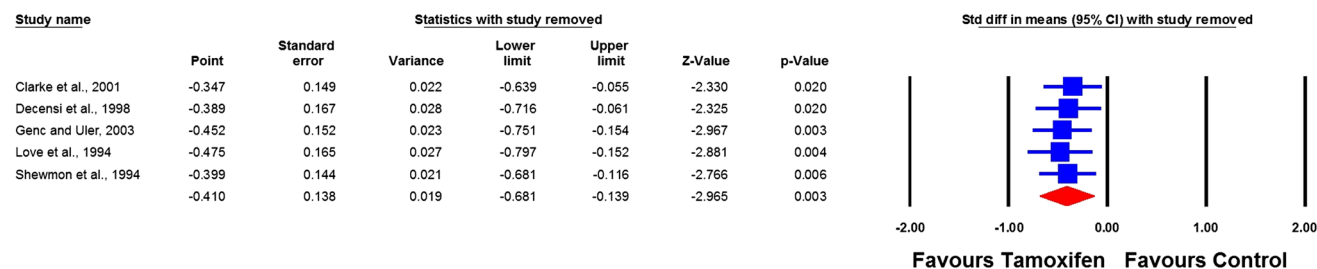 Study name Statistics with study removed Std diff in means (95% CI) with study removed
Standard Lower Upper
Point error Variance limit limit Z-Value p-Value
Clarke et al., 2001 -0.347 0.149 0.022 -0.639 -0.055 -2.330 0.020
Decensi et al., 1998 -0.389 0.167 0.028 -0.716 -0.061 -2.325 0.020
Genc and Uler, 2003 -0.452 0.152 0.023 -0.751 -0.154 -2.967 0.003
Love et al., 1994 -0.475 0.165 0.027 -0.797 -0.152 -2.881 0.004
Shewmon et al., 1994 -0.399 0.144 0.021 -0.681 -0.116 -2.766 0.006
-0.410 0.138 0.019 -0.681 -0.139 -2.965 0.003
-2.00 -1.00 0.00 1.00 2.00
Favours Tamoxifen Favours Control